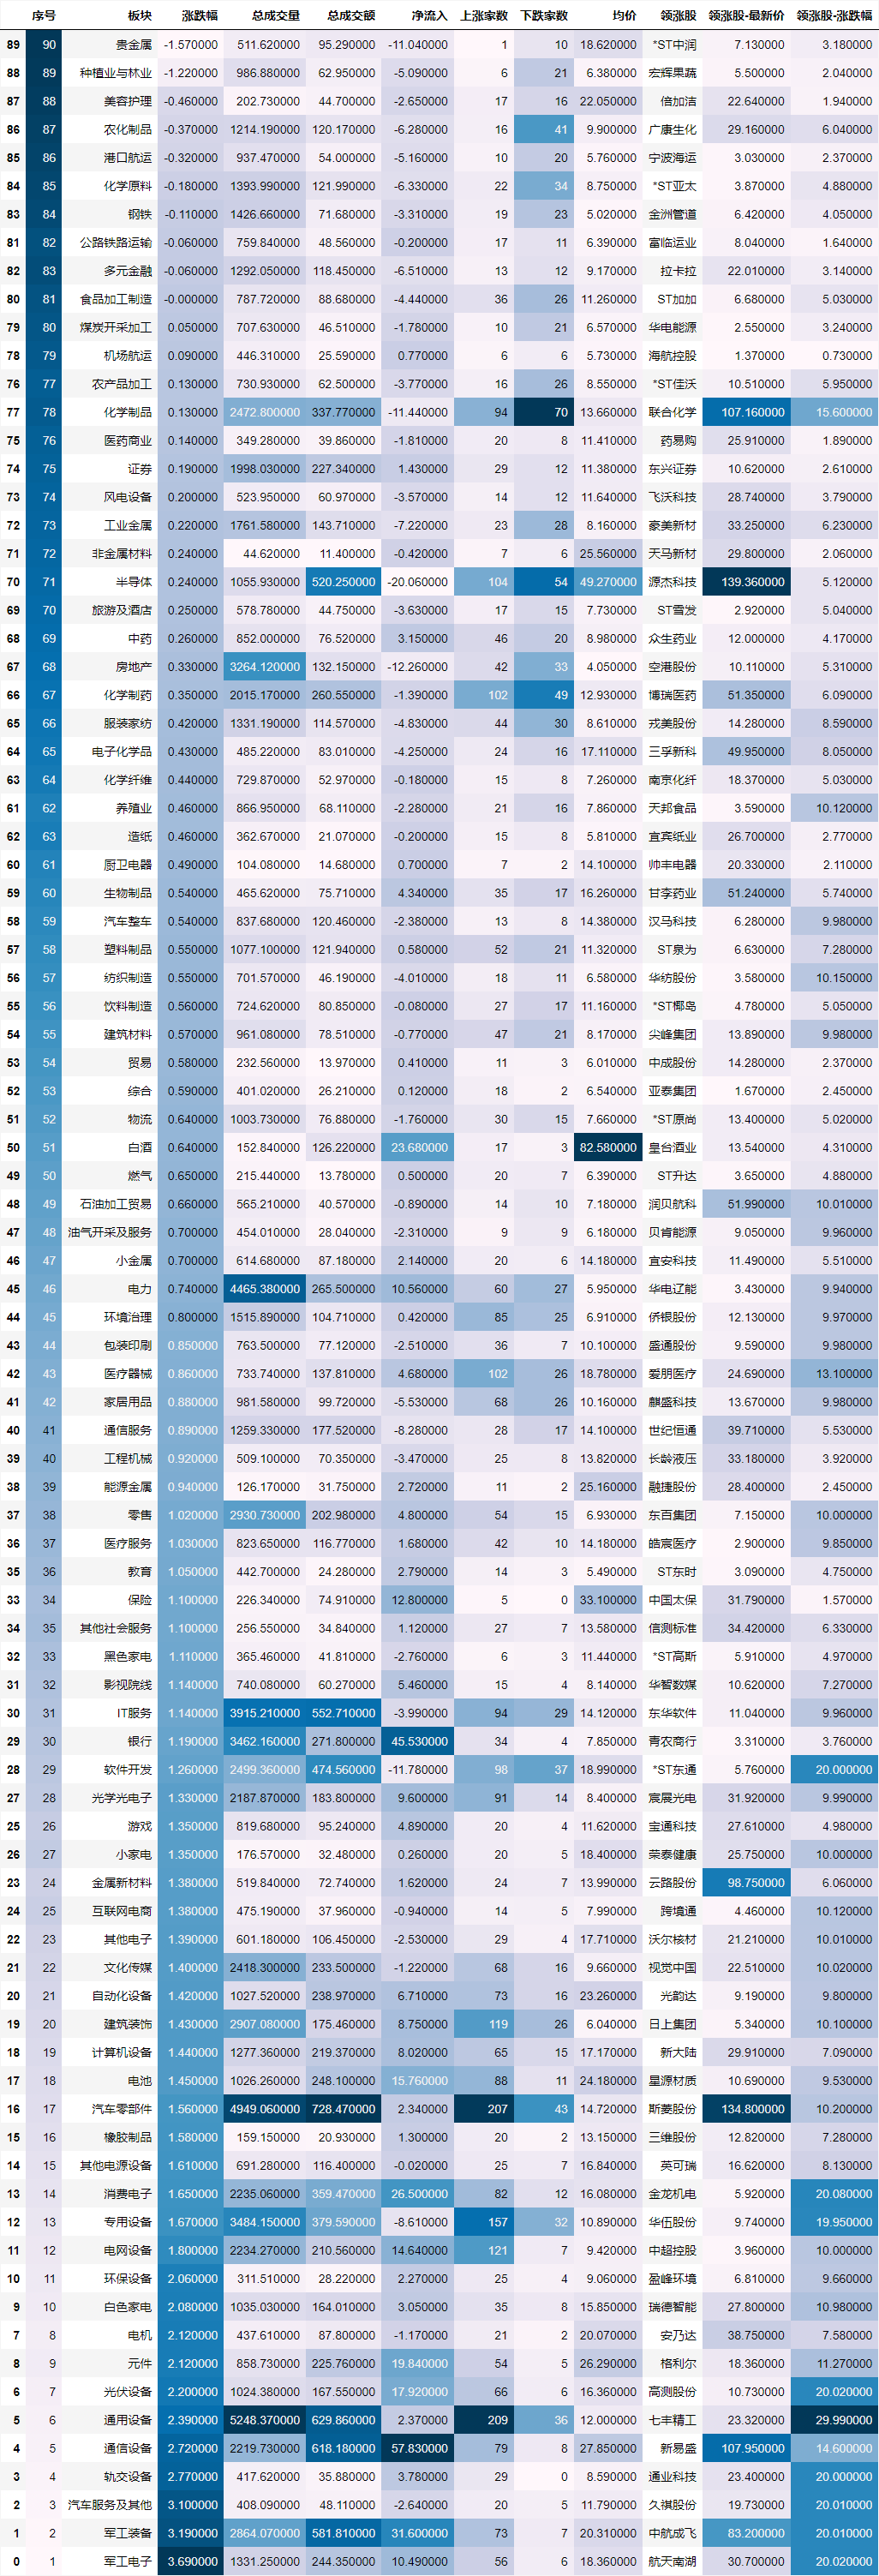 序号 板块 涨跌幅 总成交量 总成交额 净流入 上涨家数 下跌家数 均价 领涨股 领涨股-最新价 领涨股-涨跌幅
89 90 贵金属 -1.570000 511.620000 95.290000 -11.040000 1 10 18.620000 *ST中润 7.130000 3.180000
88 89 种植业与林业 -1.220000 986.880000 62.950000 -5.090000 6 21 6.380000 宏辉果蔬 5.500000 2.040000
87 88 美容护理 -0.460000 202.730000 44.700000 -2.650000 17 16 22.050000 倍加洁 22.640000 1.940000
86 87 农化制品 -0.370000 1214.190000 120.170000 -6.280000 16 41 9.900000 广康生化 29.160000 6.040000
85 86 港口航运 -0.320000 937.470000 54.000000 -5.160000 10 20 5.760000 宁波海运 3.030000 2.370000
84 85 化学原料 -0.180000 1393.990000 121.990000 -6.330000 22 34 8.750000 *ST亚太 3.870000 4.880000
83 84 钢铁 -0.110000 1426.660000 71.680000 -3.310000 19 23 5.020000 金洲管道 6.420000 4.050000
81 82 公路铁路运输 -0.060000 759.840000 48.560000 -0.200000 17 11 6.390000 富临运业 8.040000 1.640000
82 83 多元金融 -0.060000 1292.050000 118.450000 -6.510000 13 12 9.170000 拉卡拉 22.010000 3.140000
80 81 食品加工制造 -0.000000 787.720000 88.680000 -4.440000 36 26 11.260000 ST加加 6.680000 5.030000
79 80 煤炭开采加工 0.050000 707.630000 46.510000 -1.780000 10 21 6.570000 华电能源 2.550000 3.240000
78 79 机场航运 0.090000 446.310000 25.590000 0.770000 6 6 5.730000 海航控股 1.370000 0.730000
76 77 农产品加工 0.130000 730.930000 62.500000 -3.770000 16 26 8.550000 *ST佳沃 10.510000 5.950000
77 78 化学制品 0.130000 2472.800000 337.770000 -11.440000 94 70 13.660000 联合化学 107.160000 15.600000
75 76 医药商业 0.140000 349.280000 39.860000 -1.810000 20 8 11.410000 药易购 25.910000 1.890000
74 75 证券 0.190000 1998.030000 227.340000 1.430000 29 12 11.380000 东兴证券 10.620000 2.610000
73 74 风电设备 0.200000 523.950000 60.970000 -3.570000 14 12 11.640000 飞沃科技 28.740000 3.790000
72 73 工业金属 0.220000 1761.580000 143.710000 -7.220000 23 28 8.160000 豪美新材 33.250000 6.230000
71 72 非金属材料 0.240000 44.620000 11.400000 -0.420000 7 6 25.560000 天马新材 29.800000 2.060000
70 71 半导体 0.240000 1055.930000 520.250000 -20.060000 104 54 49.270000 源杰科技 139.360000 5.120000
69 70 旅游及酒店 0.250000 578.780000 44.750000 -3.630000 17 15 7.730000 ST雪发 2.920000 5.040000
68 69 中药 0.260000 852.000000 76.520000 3.150000 46 20 8.980000 众生药业 12.000000 4.170000
67 68 房地产 0.330000 3264.120000 132.150000 -12.260000 42 33 4.050000 空港股份 10.110000 5.310000
66 67 化学制药 0.350000 2015.170000 260.550000 -1.390000 102 49 12.930000 博瑞医药 51.350000 6.090000
65 66 服装家纺 0.420000 1331.190000 114.570000 -4.830000 44 30 8.610000 戎美股份 14.280000 8.590000
64 65 电子化学品 0.430000 485.220000 83.010000 -4.250000 24 16 17.110000 三孚新科 49.950000 8.050000
63 64 化学纤维 0.440000 729.870000 52.970000 -0.180000 15 8 7.260000 南京化纤 18.370000 5.030000
61 62 养殖业 0.460000 866.950000 68.110000 -2.280000 21 16 7.860000 天邦食品 3.590000 10.120000
62 63 造纸 0.460000 362.670000 21.070000 -0.200000 15 8 5.810000 宜宾纸业 26.700000 2.770000
60 61 厨卫电器 0.490000 104.080000 14.680000 0.700000 7 2 14.100000 帅丰电器 20.330000 2.110000
59 60 生物制品 0.540000 465.620000 75.710000 4.340000 35 17 16.260000 甘李药业 51.240000 5.740000
58 59 汽车整车 0.540000 837.680000 120.460000 -2.380000 13 8 14.380000 汉马科技 6.280000 9.980000
57 58 塑料制品 0.550000 1077.100000 121.940000 0.580000 52 21 11.320000 ST泉为 6.630000 7.280000
56 57 纺织制造 0.550000 701.570000 46.190000 -4.010000 18 11 6.580000 华纺股份 3.580000 10.150000
55 56 饮料制造 0.560000 724.620000 80.850000 -0.080000 27 17 11.160000 *ST椰岛 4.780000 5.050000
54 55 建筑材料 0.570000 961.080000 78.510000 -0.770000 47 21 8.170000 尖峰集团 13.890000 9.980000
53 54 贸易 0.580000 232.560000 13.970000 0.410000 11 3 6.010000 中成股份 14.280000 2.370000
52 53 综合 0.590000 401.020000 26.210000 0.120000 18 2 6.540000 亚泰集团 1.670000 2.450000
51 52 物流 0.640000 1003.730000 76.880000 -1.760000 30 15 7.660000 *ST原尚 13.400000 5.020000
50 51 白酒 0.640000 152.840000 126.220000 23.680000 17 3 82.580000 皇台酒业 13.540000 4.310000
49 50 燃气 0.650000 215.440000 13.780000 0.500000 20 7 6.390000 ST升达 3.650000 4.880000
48 49 石油加工贸易 0.660000 565.210000 40.570000 -0.890000 14 10 7.180000 润贝航科 51.990000 10.010000
47 48 油气开采及服务 0.700000 454.010000 28.040000 -2.310000 9 9 6.180000 贝肯能源 9.050000 9.960000
46 47 小金属 0.700000 614.680000 87.180000 2.140000 20 6 14.180000 宜安科技 11.490000 5.510000
45 46 电力 0.740000 4465.380000 265.500000 10.560000 60 27 5.950000 华电辽能 3.430000 9.940000
44 45 环境治理 0.800000 1515.890000 104.710000 0.420000 85 25 6.910000 侨银股份 12.130000 9.970000
43 44 包装印刷 0.850000 763.500000 77.120000 -2.510000 36 7 10.100000 盛通股份 9.590000 9.980000
42 43 医疗器械 0.860000 733.740000 137.810000 4.680000 102 26 18.780000 爱朋医疗 24.690000 13.100000
41 42 家居用品 0.880000 981.580000 99.720000 -5.530000 68 26 10.160000 麒盛科技 13.670000 9.980000
40 41 通信服务 0.890000 1259.330000 177.520000 -8.280000 28 17 14.100000 世纪恒通 39.710000 5.530000
39 40 工程机械 0.920000 509.100000 70.350000 -3.470000 25 8 13.820000 长龄液压 33.180000 3.920000
38 39 能源金属 0.940000 126.170000 31.750000 2.720000 11 2 25.160000 融捷股份 28.400000 2.450000
37 38 零售 1.020000 2930.730000 202.980000 4.800000 54 15 6.930000 东百集团 7.150000 10.000000
36 37 医疗服务 1.030000 823.650000 116.770000 1.680000 42 10 14.180000 皓宸医疗 2.900000 9.850000
35 36 教育 1.050000 442.700000 24.280000 2.790000 14 3 5.490000 ST东时 3.090000 4.750000
33 34 保险 1.100000 226.340000 74.910000 12.800000 5 0 33.100000 中国太保 31.790000 1.570000
34 35 其他社会服务 1.100000 256.550000 34.840000 1.120000 27 7 13.580000 信测标准 34.420000 6.330000
32 33 黑色家电 1.110000 365.460000 41.810000 -2.760000 6 3 11.440000 *ST高斯 5.910000 4.970000
31 32 影视院线 1.140000 740.080000 60.270000 5.460000 15 4 8.140000 华智数媒 10.620000 7.270000
30 31 IT服务 1.140000 3915.210000 552.710000 -3.990000 94 29 14.120000 东华软件 11.040000 9.960000
29 30 银行 1.190000 3462.160000 271.800000 45.530000 34 4 7.850000 青农商行 3.310000 3.760000
28 29 软件开发 1.260000 2499.360000 474.560000 -11.780000 98 37 18.990000 *ST东通 5.760000 20.000000
27 28 光学光电子 1.330000 2187.870000 183.800000 9.600000 91 14 8.400000 宸展光电 31.920000 9.990000
25 26 游戏 1.350000 819.680000 95.240000 4.890000 20 4 11.620000 宝通科技 27.610000 4.980000
26 27 小家电 1.350000 176.570000 32.480000 0.260000 20 5 18.400000 荣泰健康 25.750000 10.000000
23 24 金属新材料 1.380000 519.840000 72.740000 1.620000 24 7 13.990000 云路股份 98.750000 6.060000
24 25 互联网电商 1.380000 475.190000 37.960000 -0.940000 14 5 7.990000 跨境通 4.460000 10.120000
22 23 其他电子 1.390000 601.180000 106.450000 -2.530000 29 4 17.710000 沃尔核材 21.210000 10.010000
21 22 文化传媒 1.400000 2418.300000 233.500000 -1.220000 68 16 9.660000 视觉中国 22.510000 10.020000
20 21 自动化设备 1.420000 1027.520000 238.970000 6.710000 73 16 23.260000 光韵达 9.190000 9.800000
19 20 建筑装饰 1.430000 2907.080000 175.460000 8.750000 119 26 6.040000 日上集团 5.340000 10.100000
18 19 计算机设备 1.440000 1277.360000 219.370000 8.020000 65 15 17.170000 新大陆 29.910000 7.090000
17 18 电池 1.450000 1026.260000 248.100000 15.760000 88 11 24.180000 星源材质 10.690000 9.530000
16 17 汽车零部件 1.560000 4949.060000 728.470000 2.340000 207 43 14.720000 斯菱股份 134.800000 10.200000
15 16 橡胶制品 1.580000 159.150000 20.930000 1.300000 20 2 13.150000 三维股份 12.820000 7.280000
14 15 其他电源设备 1.610000 691.280000 116.400000 -0.020000 25 7 16.840000 英可瑞 16.620000 8.130000
13 14 消费电子 1.650000 2235.060000 359.470000 26.500000 82 12 16.080000 金龙机电 5.920000 20.080000
12 13 专用设备 1.670000 3484.150000 379.590000 -8.610000 157 32 10.890000 华伍股份 9.740000 19.950000
11 12 电网设备 1.800000 2234.270000 210.560000 14.640000 121 7 9.420000 中超控股 3.960000 10.000000
10 11 环保设备 2.060000 311.510000 28.220000 2.270000 25 4 9.060000 盈峰环境 6.810000 9.660000
9 10 白色家电 2.080000 1035.030000 164.010000 3.050000 35 8 15.850000 瑞德智能 27.800000 10.980000
7 8 电机 2.120000 437.610000 87.800000 -1.170000 21 2 20.070000 安乃达 38.750000 7.580000
8 9 元件 2.120000 858.730000 225.760000 19.840000 54 5 26.290000 格利尔 18.360000 11.270000
6 7 光伏设备 2.200000 1024.380000 167.550000 17.920000 66 6 16.360000 高测股份 10.730000 20.020000
5 6 通用设备 2.390000 5248.370000 629.860000 2.370000 209 36 12.000000 七丰精工 23.320000 29.990000
4 5 通信设备 2.720000 2219.730000 618.180000 57.830000 79 8 27.850000 新易盛 107.950000 14.600000
3 4 轨交设备 2.770000 417.620000 35.880000 3.780000 29 0 8.590000 通业科技 23.400000 20.000000
2 3 汽车服务及其他 3.100000 408.090000 48.110000 -2.640000 20 5 11.790000 久祺股份 19.730000 20.010000
1 2 军工装备 3.190000 2864.070000 581.810000 31.600000 73 7 20.310000 中航成飞 83.200000 20.010000
0 1 军工电子 3.690000 1331.250000 244.350000 10.490000 56 6 18.360000 航天南湖 30.700000 20.020000